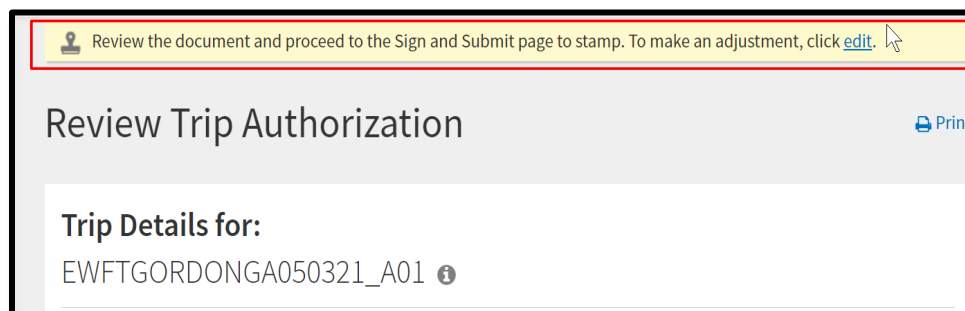 Review the document and proceed to the Sign and Submit page to stamp. To make an adjustment, click edit.
Review Trip Authorization
Prin
Trip Details for:
EWFTGORDONGA050321_A01